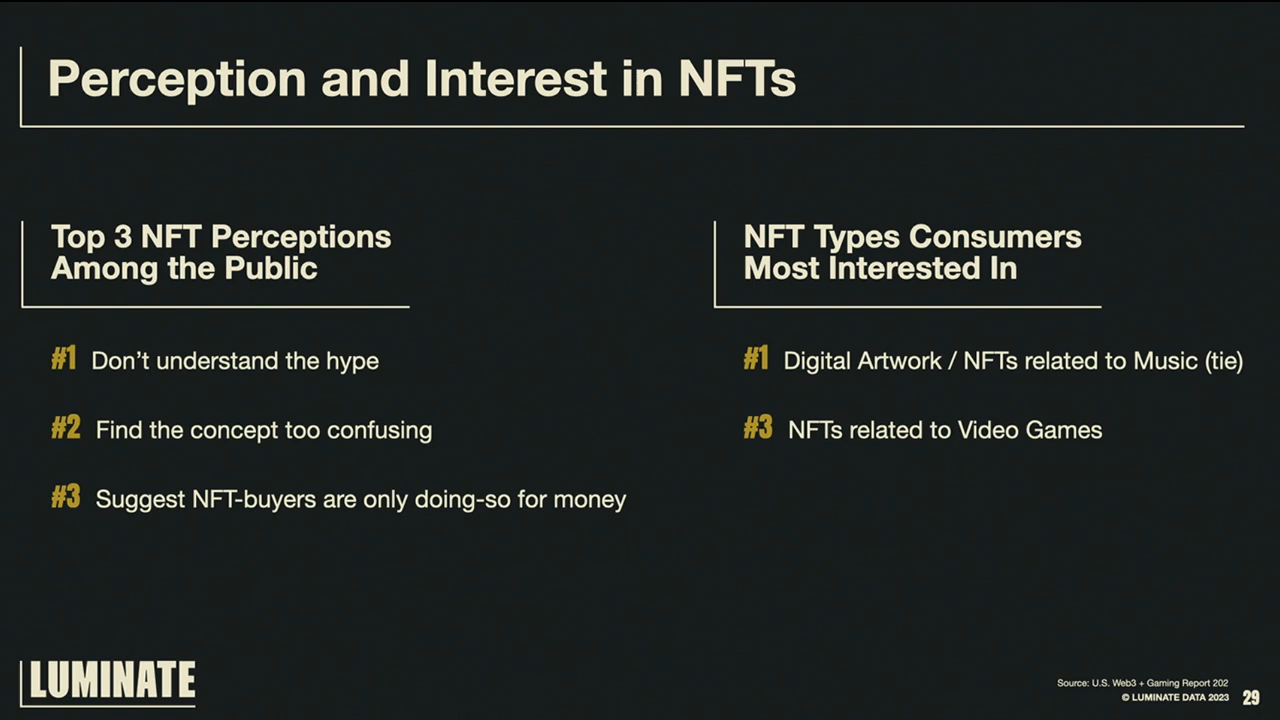 Perception and Interest in NFTs
Top 3 NFT Perceptions
Among the Public
#1 Don’t understand the hype
#2 Find the concept too confusing
#3 Suggest NFT-buyers are only doing-so for money
NFT Types Consumers
Most Interested In
#1 Digital Artwork / NFTs related to Music (tie)
#3 NFTs related to Video Games
LUMINATE
Source: U.S. Web3 + Gaming Report 202
© LUMINATE DATA 2023
29